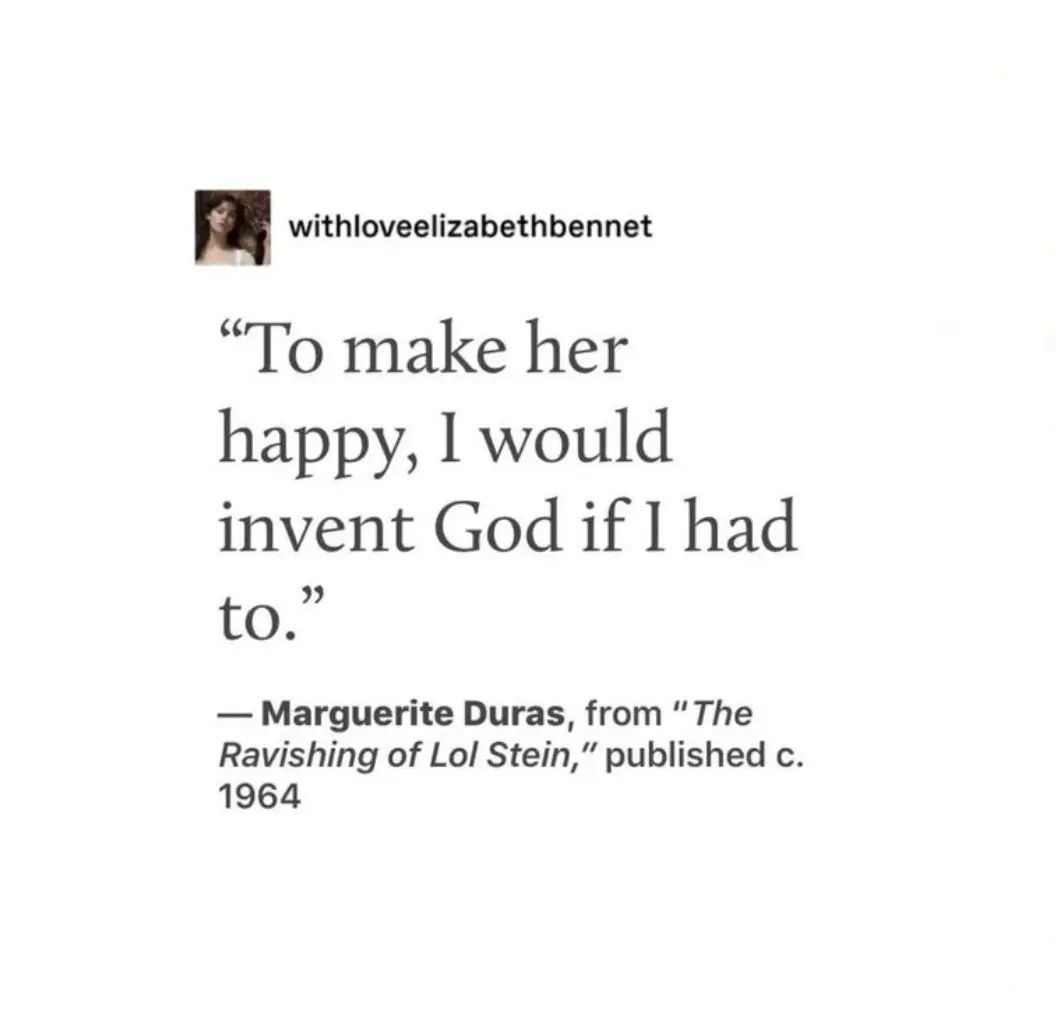 withloveelizabethbennet
“To make her
happy, I would
invent God if I had
to.”
— Marguerite Duras, from "The
Ravishing of Lol Stein," published c.
1964